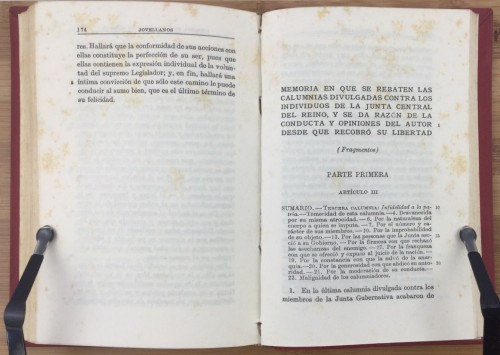 174
JOVELLANOS
res. Hallará que la conformidad de sus acciones son
ellas constituye la perfección de su ser, puec que
ellas contienen la expresión individual de la volun-
tad del supremo Legislador; y, en fin, hallará una
íntima convicción de que sólo este camino le puede
conducir al sumo bien, que es el último término de
su felicidad.
MEMORIA EN QUE SE REBATEN LAS
CALUMNIAS DIVULGADAS CONTRA LOS
INDIVIDUOS DE LA JUNTA CENTRAL
DEL REINO, Y SE DA RAZÓN DE LA
CONDUCTA Y OPINIONES DEL AUTOR
DESDE QUE RECOBRÓ SU LIBERTAD
(Fragmentos)
PARTE PRIMERA
ARTÍCULO III
SUMARIO. — TERCERA CALUMNIA: Infidelidad a la pa-
tria. — Temeridad de esta calumnia. — 5. Desvanecida
por su misma atrocidad. — 6. Por la naturaleza del
cuerpo a quien se imputa. — 7. Por el número y ca-
rácter de sus miembros. — 10. Por la improbabilidad
de su objeto. — 13. Por las personas que la Junta aso-
ció a su Gobierno. — Por la firmeza con que rechazó
las asechanzas del enemigo. — 17. Por la franqueza
con que se ofreció y expuso al juicio de la nación. —
18. Por la constancia con que la salvó de la anar-
quía. — 20. Por la generosidad con que abdicó su auto-
ridad. — 21. Por la moderación de su conducta. —
22. Malignidad de los calumniadores.
1. En la última calumnia divulgada contra los
miembros de la Junta Gubernativa acabaron de